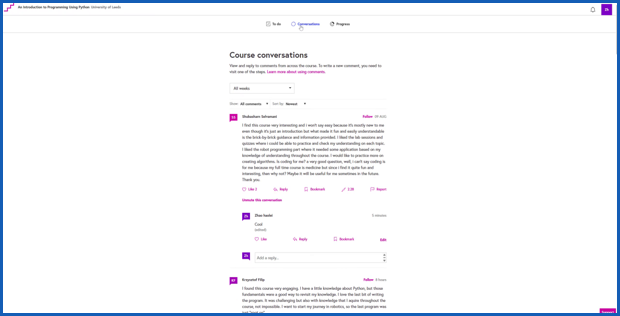 An Introduction to Programming Using Python University of Leeds
To do
Conversations
Progress
Course conversations
View and reply to comments from across the course. To write a new comment, you need to
visit one of the steps. Learn more about using comments.
All weeks
Show All comments Sort by Newest
Follow
I find this course very interesting and I won't say easy because it's mostly new to me
even though it's just an introduction but what made it fun and easily understandable
is the brick-by-brick guidance and information provided. I liked the lab sessions and
quizzes where i could be able to practice and check my understanding on each topic.
I liked the robot programming part where it needed some application based on my
knowledge of understanding throughout the course. I would like to practice more on
creating algorithms. is coding for me? a very good question, well, I can't say coding is
for me because my full time course is medicine but since i find it quite fun and
interesting, then why not? Maybe it will be useful for me sometimes in the future.
Thank you.
Like 2
Reply
Bookmark
Report
Unmute this conversation
5 minutes
Cool
(edited)
Like
Reply
Bookmark
Edit
Add a reply...
Krzysztof Filip
Follow 8 hours
I found this course very engaging. I have a little knowledge about Python, but those
fundamentals were a good way to revisit my knowledge. I love the last bit of writing
the program. It was challenging but also with knowledge that I aquire throughout the
course, not impossible. I want to start my journey to robotics, so the last program was